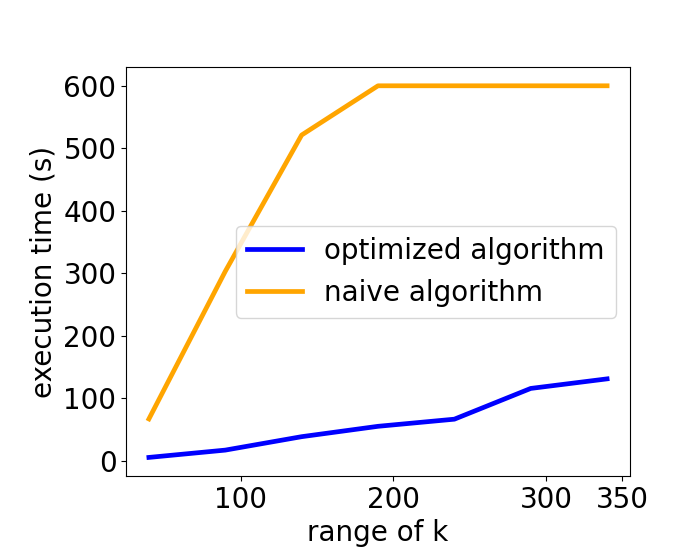 600
500
400
300
200
100
0
execution time (s)
optimized algorithm
naive algorithm
100 200 300 350
range of k